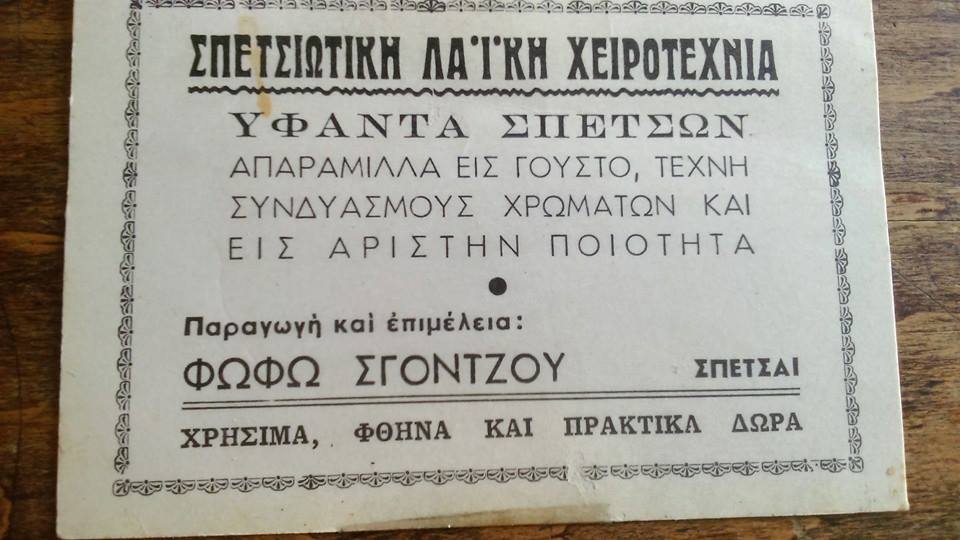 ΣΠΕΤΣΙΩΤΙΚΗ ΛΑΪΚΗ ΧΕΙΡΟΤΕΧΝΙΑ
ΥΦΑΝΤΑ ΣΠΕΤΣΩΝ
ΑΠΑΡΑΜΙΛΛΑ ΕΙΣ ΓΟΥΣΤΟ, ΤΕΧΝΗ
ΣΥΝΔΥΑΣΜΟΥΣ ΧΡΩΜΑΤΩΝ ΚΑΙ
ΕΙΣ ΑΡΙΣΤΗΝ ΠΟΙΟΤΗΤΑ
Παραγωγὴ καὶ ἐπιμέλεια:
ΦΩΦΩ ΣΓΟΝΤΖΟΥ ΣΠΕΤΣΑΙ
ΧΡΗΣΙΜΑ, ΦΘΗΝΑ ΚΑΙ ΠΡΑΚΤΙΚΑ ΔΩΡΑ